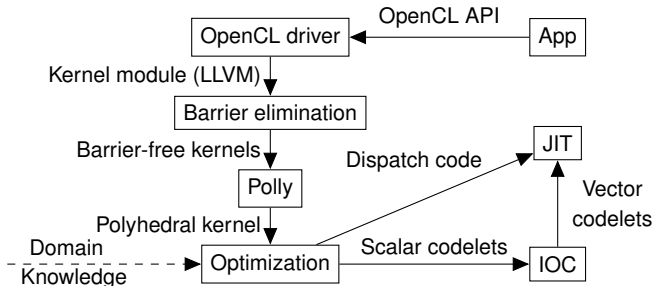 OpenCL API
OpenCL driver
App
Kernel module (LLVM)
Barrier elimination
Barrier-free kernels
Dispatch code
JIT
Polly
Vector
codelets
Polyhedral kernel
Domain
Knowledge
Optimization
Scalar codelets
IOC